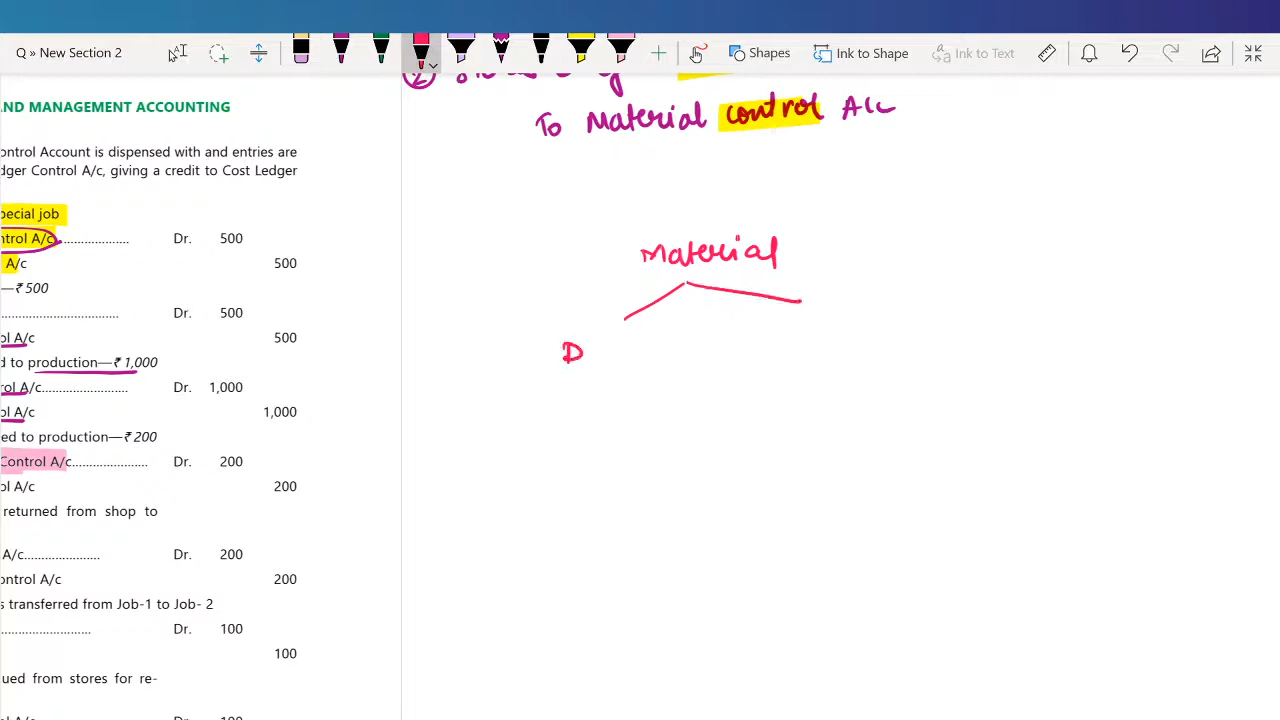 Q » New Section 2
Shapes
Ink to Shape
Ink to Text
AND MANAGEMENT ACCOUNTING
ontrol Account is dispensed with and entries are
dger Control A/c, giving a credit to Cost Ledger
pecial job
ntrol A/c ................... Dr. 500
A/c 500
—₹500
................................ Dr. 500
ol A/c 500
d to production—₹1,000
rol A/c........................ Dr. 1,000
ol A/c 1,000
ed to production—₹200
Control A/c..................... Dr. 200
ol A/c 200
returned from shop to
A/c..................... Dr. 200
ontrol A/c 200
s transferred from Job-1 to Job- 2
............................. Dr. 100
100
ued from stores for re-
②
To Material control A/c
Material
D